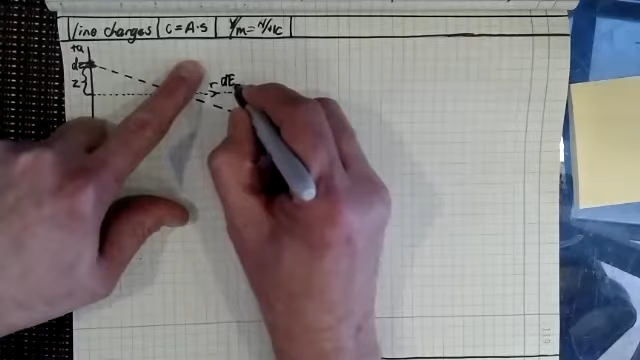 line charges | C = A·s | V/m = N/C
+a
dz
z
r dE